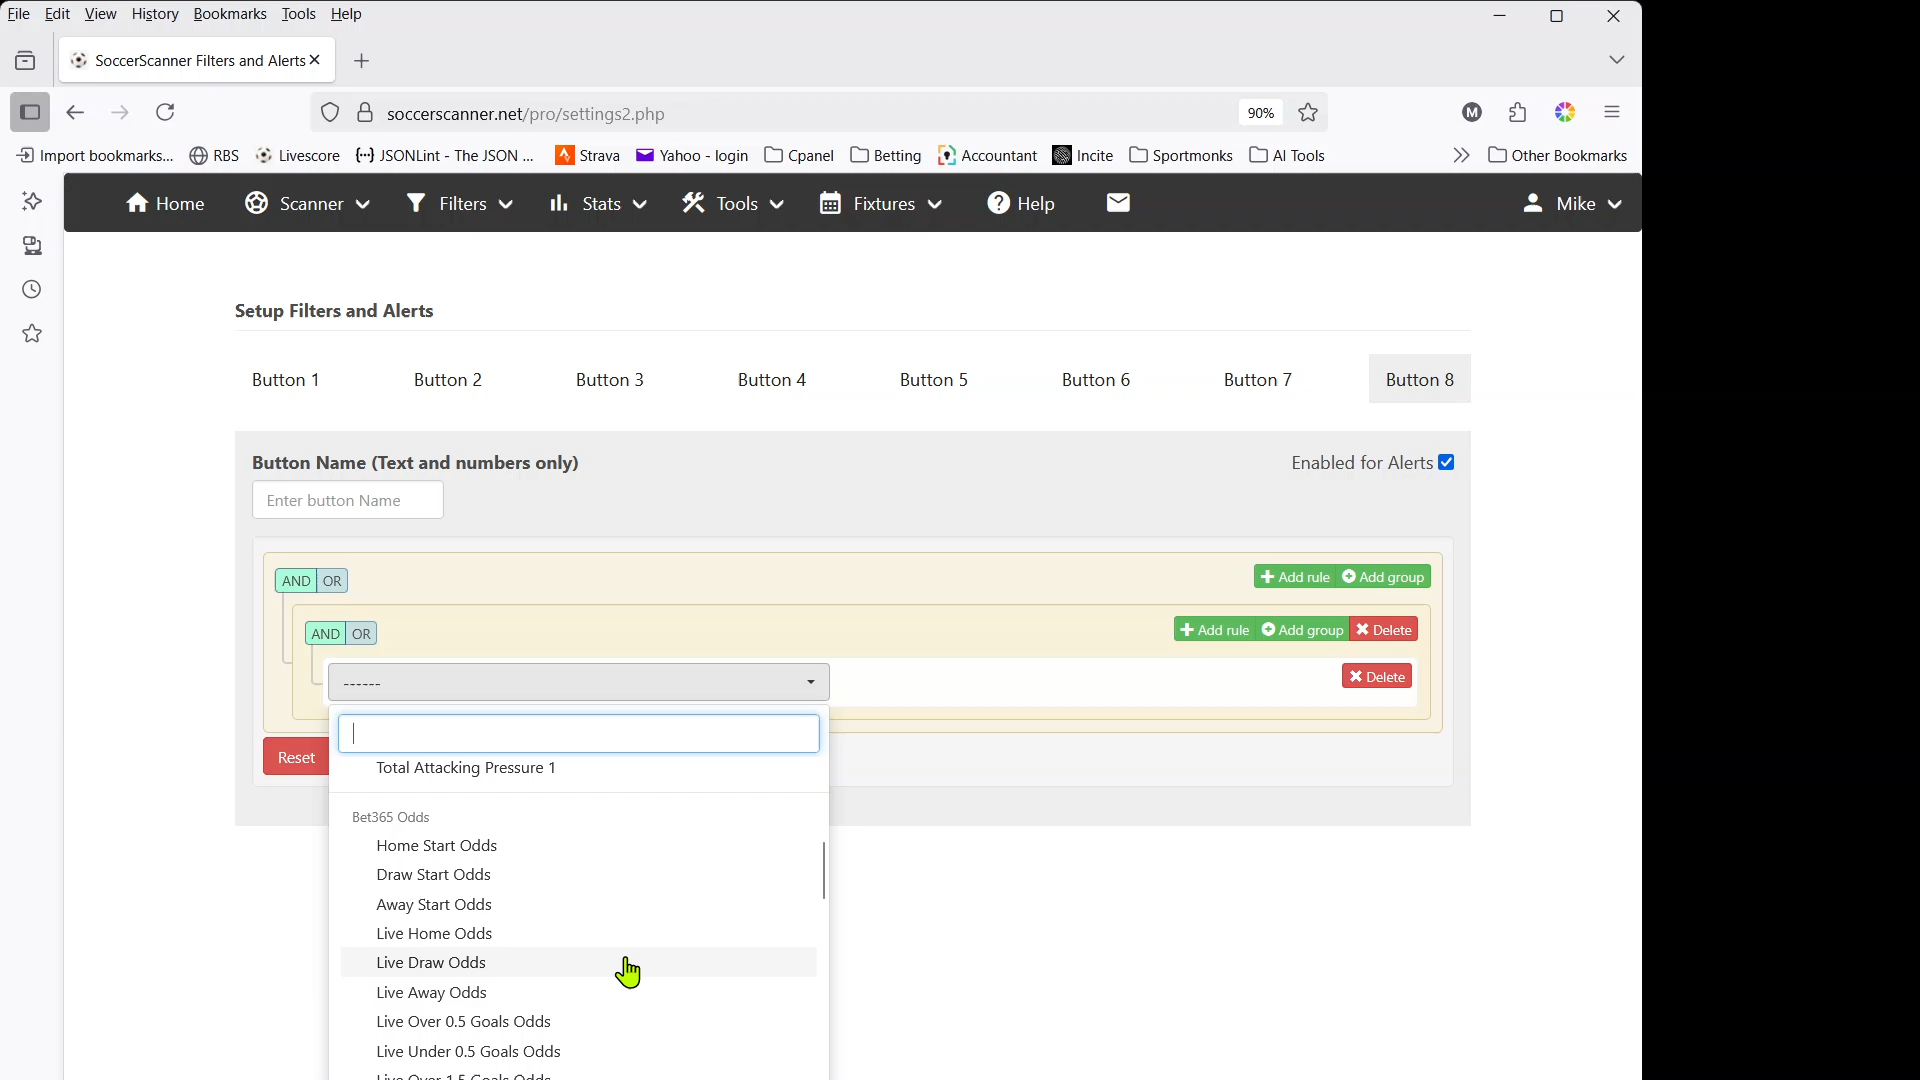 File Edit View History Bookmarks Tools Help
SoccerScanner Filters and Alerts
soccerscanner.net/pro/settings2.php 90% M
Import bookmarks... RBS Livescore JSONLint - The JSON ... Strava Yahoo - login Cpanel Betting Accountant Incite Sportmonks AI Tools Other Bookmarks
Home Scanner Filters Stats Tools Fixtures Help Mike
Setup Filters and Alerts
Button 1 Button 2 Button 3 Button 4 Button 5 Button 6 Button 7 Button 8
Button Name (Text and numbers only) Enabled for Alerts
Enter button Name
AND OR Add rule Add group
AND OR Add rule Add group Delete
------ Delete
Reset
Total Attacking Pressure 1
Bet365 Odds
Home Start Odds
Draw Start Odds
Away Start Odds
Live Home Odds
Live Draw Odds
Live Away Odds
Live Over 0.5 Goals Odds
Live Under 0.5 Goals Odds
Live Over 1.5 Goals Odds